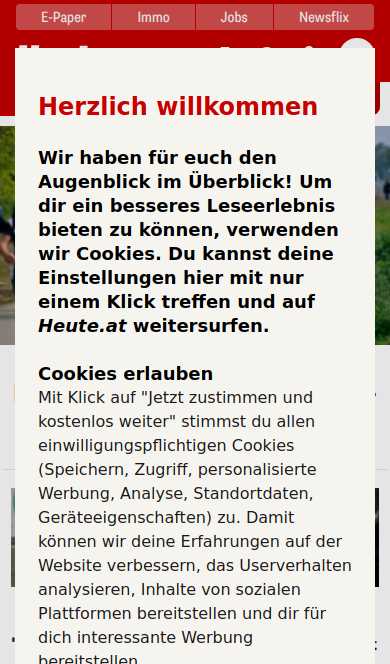 E-Paper Immo Jobs Newsflix
Herzlich willkommen
Wir haben für euch den
Augenblick im Überblick! Um
dir ein besseres Leseerlebnis
bieten zu können, verwenden
wir Cookies. Du kannst deine
Einstellungen hier mit nur
einem Klick treffen und auf
Heute.at weitersurfen.
Cookies erlauben
Mit Klick auf "Jetzt zustimmen und
kostenlos weiter" stimmst du allen
einwilligungspflichtigen Cookies
(Speichern, Zugriff, personalisierte
Werbung, Analyse, Standortdaten,
Geräteeigenschaften) zu. Damit
können wir deine Erfahrungen auf der
Website verbessern, das Userverhalten
analysieren, Inhalte von sozialen
Plattformen bereitstellen und dir für
dich interessante Werbung
bereitstellen